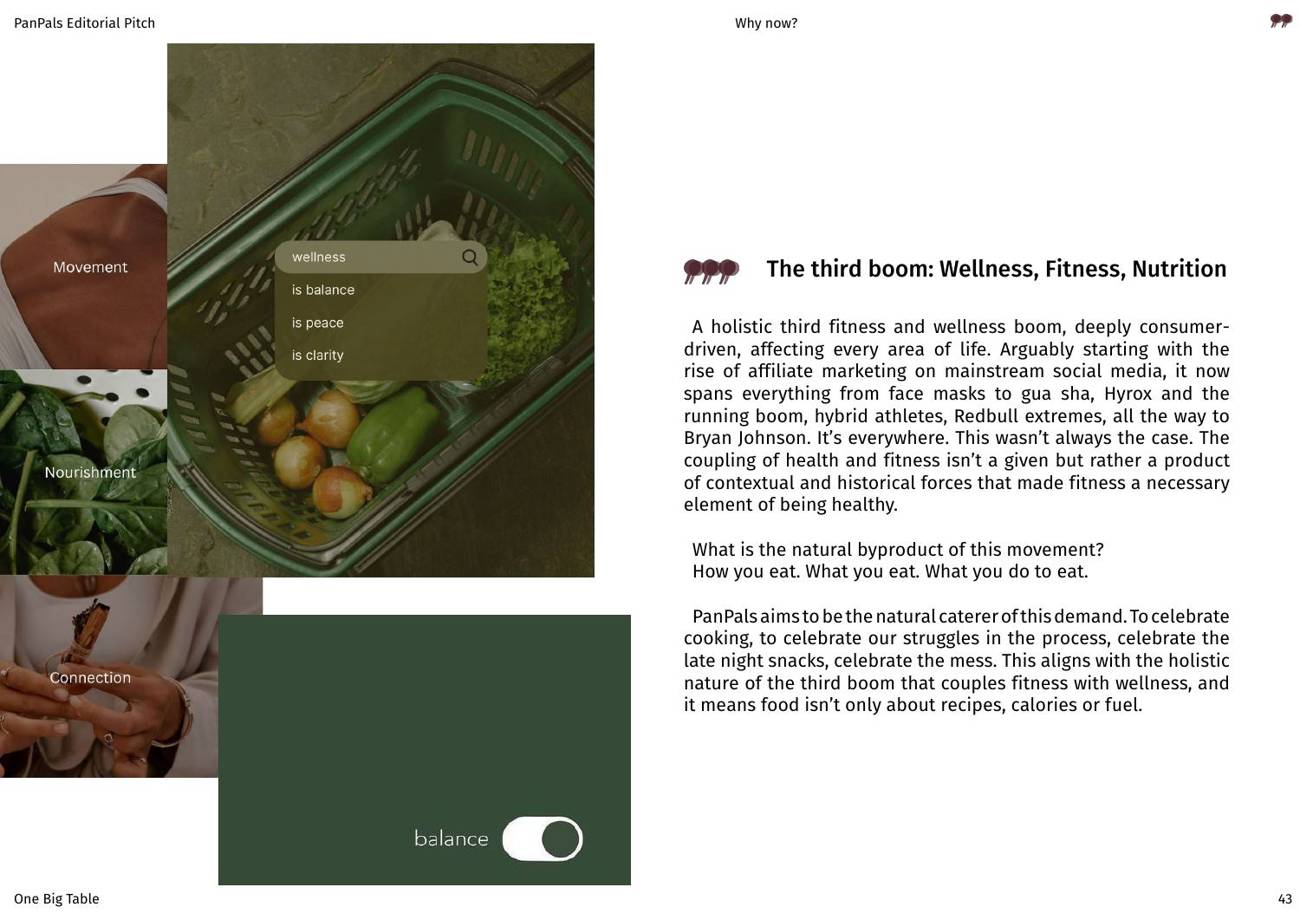 PanPals Editorial Pitch
Why now?
Movement
Nourishment
Connection
wellness
is balance
is peace
is clarity
balance
The third boom: Wellness, Fitness, Nutrition
A holistic third fitness and wellness boom, deeply consumer-
driven, affecting every area of life. Arguably starting with the
rise of affiliate marketing on mainstream social media, it now
spans everything from face masks to gua sha, Hyrox and the
running boom, hybrid athletes, Redbull extremes, all the way to
Bryan Johnson. It’s everywhere. This wasn’t always the case. The
coupling of health and fitness isn’t a given but rather a product
of contextual and historical forces that made fitness a necessary
element of being healthy.
What is the natural byproduct of this movement?
How you eat. What you eat. What you do to eat.
PanPals aims to be the natural caterer of this demand. To celebrate
cooking, to celebrate our struggles in the process, celebrate the
late night snacks, celebrate the mess. This aligns with the holistic
nature of the third boom that couples fitness with wellness, and
it means food isn’t only about recipes, calories or fuel.
One Big Table
43